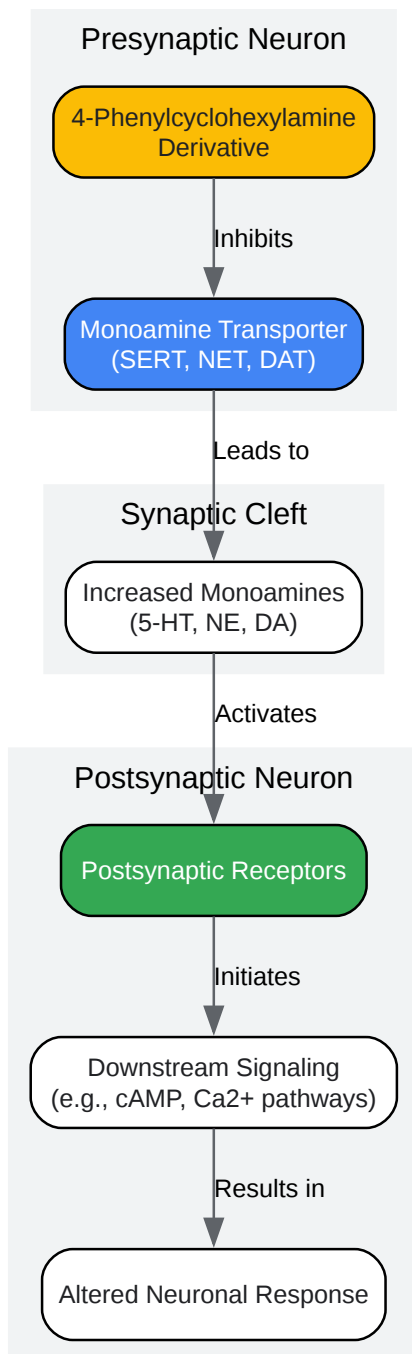 Presynaptic Neuron
4-Phenylcyclohexylamine
Derivative
Inhibits
Monoamine Transporter
(SERT, NET, DAT)
Leads to
Synaptic Cleft
Increased Monoamines
(5-HT, NE, DA)
Activates
Postsynaptic Neuron
Postsynaptic Receptors
Initiates
Downstream Signaling
(e.g., cAMP, Ca2+ pathways)
Results in
Altered Neuronal Response